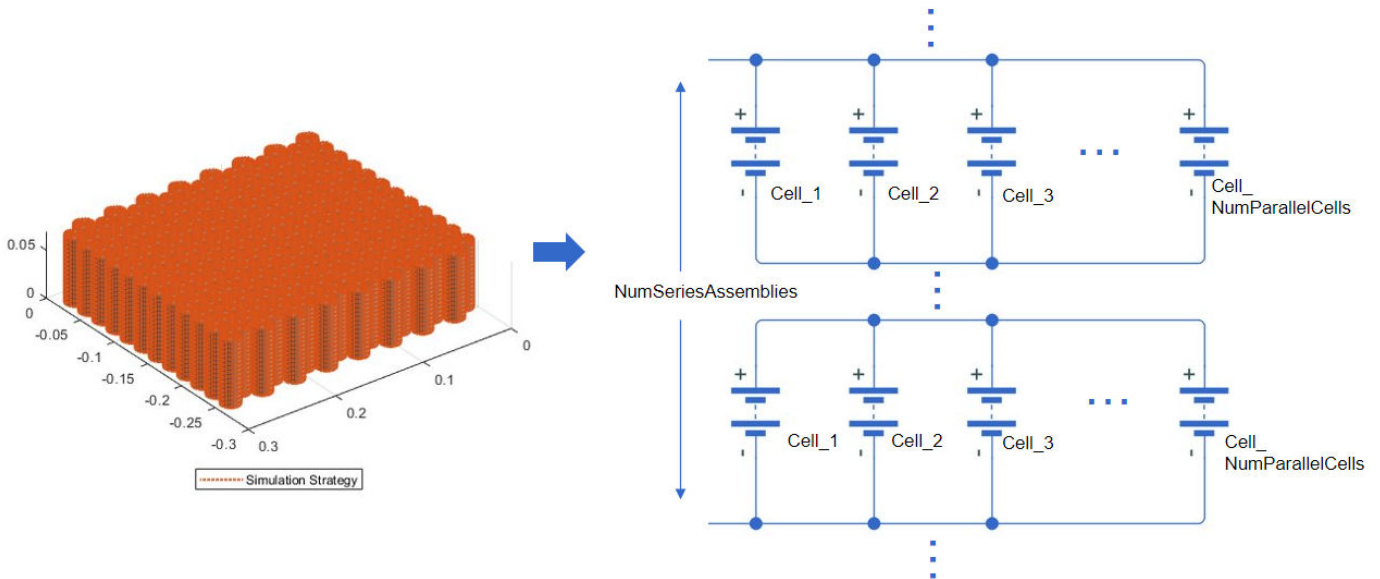 0.05
0
0
-0.05
-0.1
-0.15
-0.2
-0.25
-0.3
0.3
0.2
0.1
0
Simulation Strategy
NumSeriesAssemblies
+
+
+
+
Cell_1
Cell_2
Cell_3
Cell_
NumParallelCells
-
-
-
-
+
+
+
+
Cell_1
Cell_2
Cell_3
Cell_
NumParallelCells
-
-
-
-